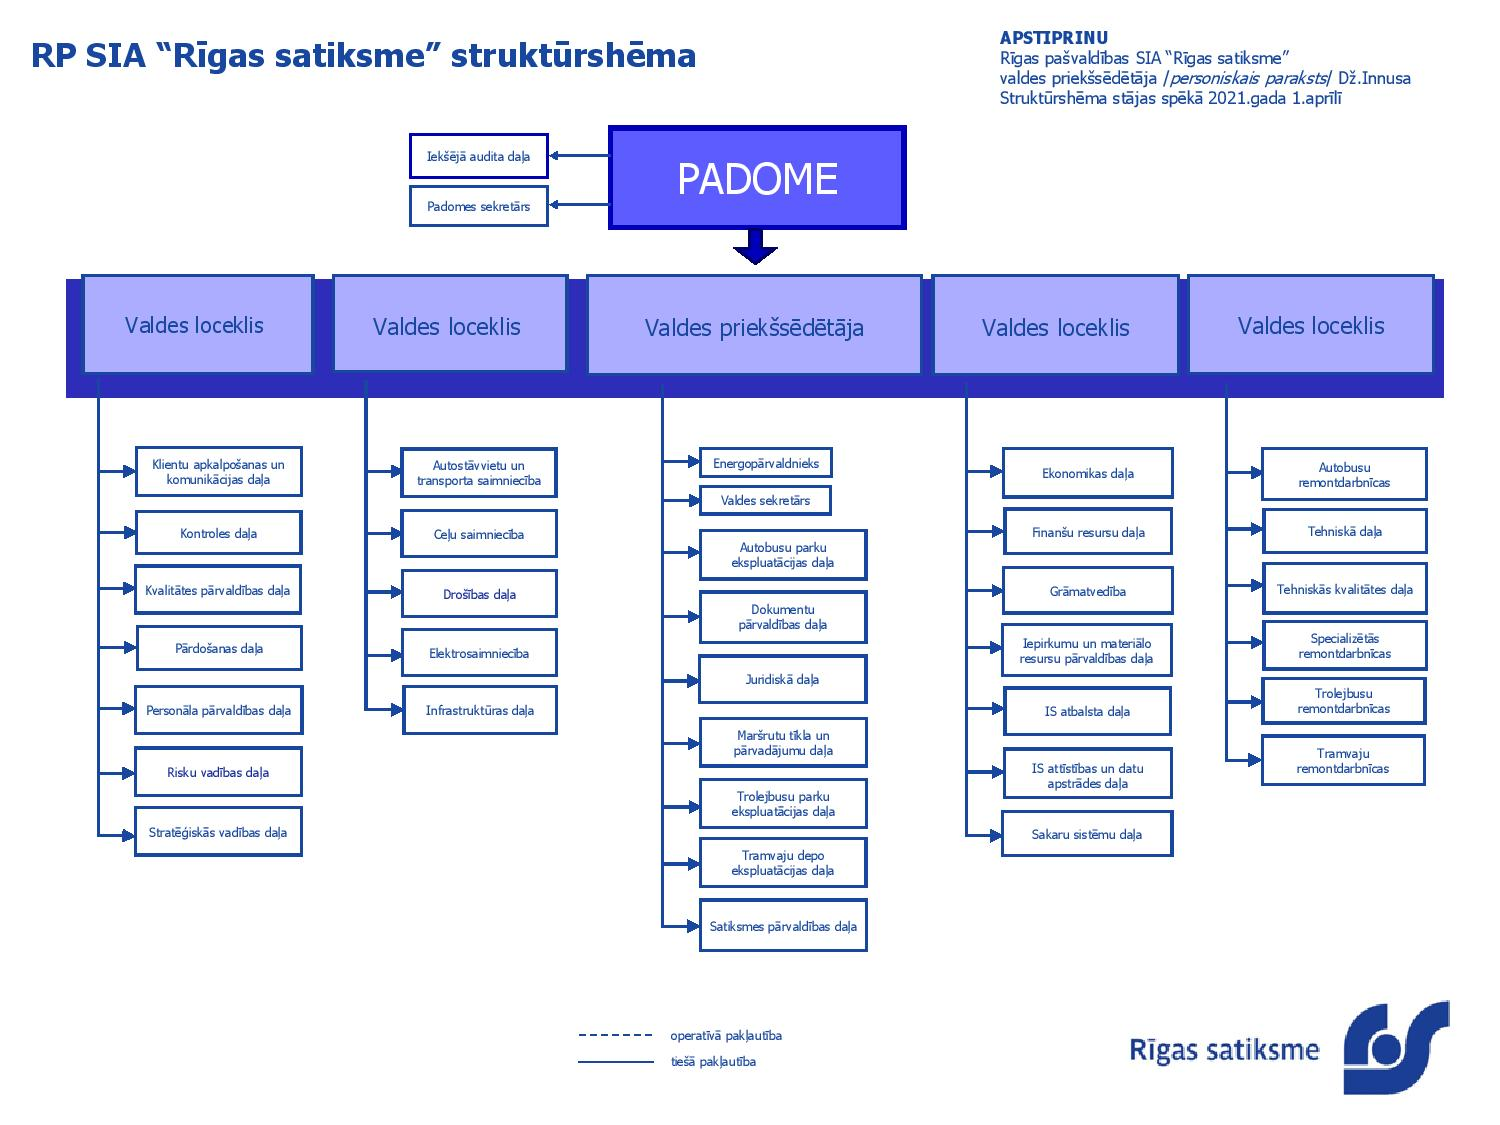 RP SIA “Rīgas satiksme” struktūrshēma
APSTIPRINU
Rīgas pašvaldības SIA “Rīgas satiksme”
valdes priekšsēdētāja /personiskais paraksts/ Dž.Innusa
Struktūrshēma stājas spēkā 2021.gada 1.aprīlī
Iekšējā audita daļa
Padomes sekretārs
PADOME
Valdes loceklis
Valdes loceklis
Valdes priekšsēdētāja
Valdes loceklis
Valdes loceklis
Klientu apkalpošanas un
komunikācijas daļa
Kontroles daļa
Kvalitātes pārvaldības daļa
Pārdošanas daļa
Personāla pārvaldības daļa
Risku vadības daļa
Stratēģiskās vadības daļa
Autostāvvietu un
transporta saimniecība
Ceļu saimniecība
Drošības daļa
Elektrosaimniecība
Infrastruktūras daļa
Energopārvaldnieks
Valdes sekretārs
Autobusu parku
ekspluatācijas daļa
Dokumentu
pārvaldības daļa
Juridiskā daļa
Maršrutu tīkla un
pārvadājumu daļa
Trolejbusu parku
ekspluatācijas daļa
Tramvaju depo
ekspluatācijas daļa
Satiksmes pārvaldības daļa
Ekonomikas daļa
Finanšu resursu daļa
Grāmatvedība
Iepirkumu un materiālo
resursu pārvaldības daļa
IS atbalsta daļa
IS attīstības un datu
apstrādes daļa
Sakaru sistēmu daļa
Autobusu
remontdarbnīcas
Tehniskā daļa
Tehniskās kvalitātes daļa
Specializētās
remontdarbnīcas
Trolejbusu
remontdarbnīcas
Tramvaju
remontdarbnīcas
operatīvā pakļautība
tiešā pakļautība
Rīgas satiksme